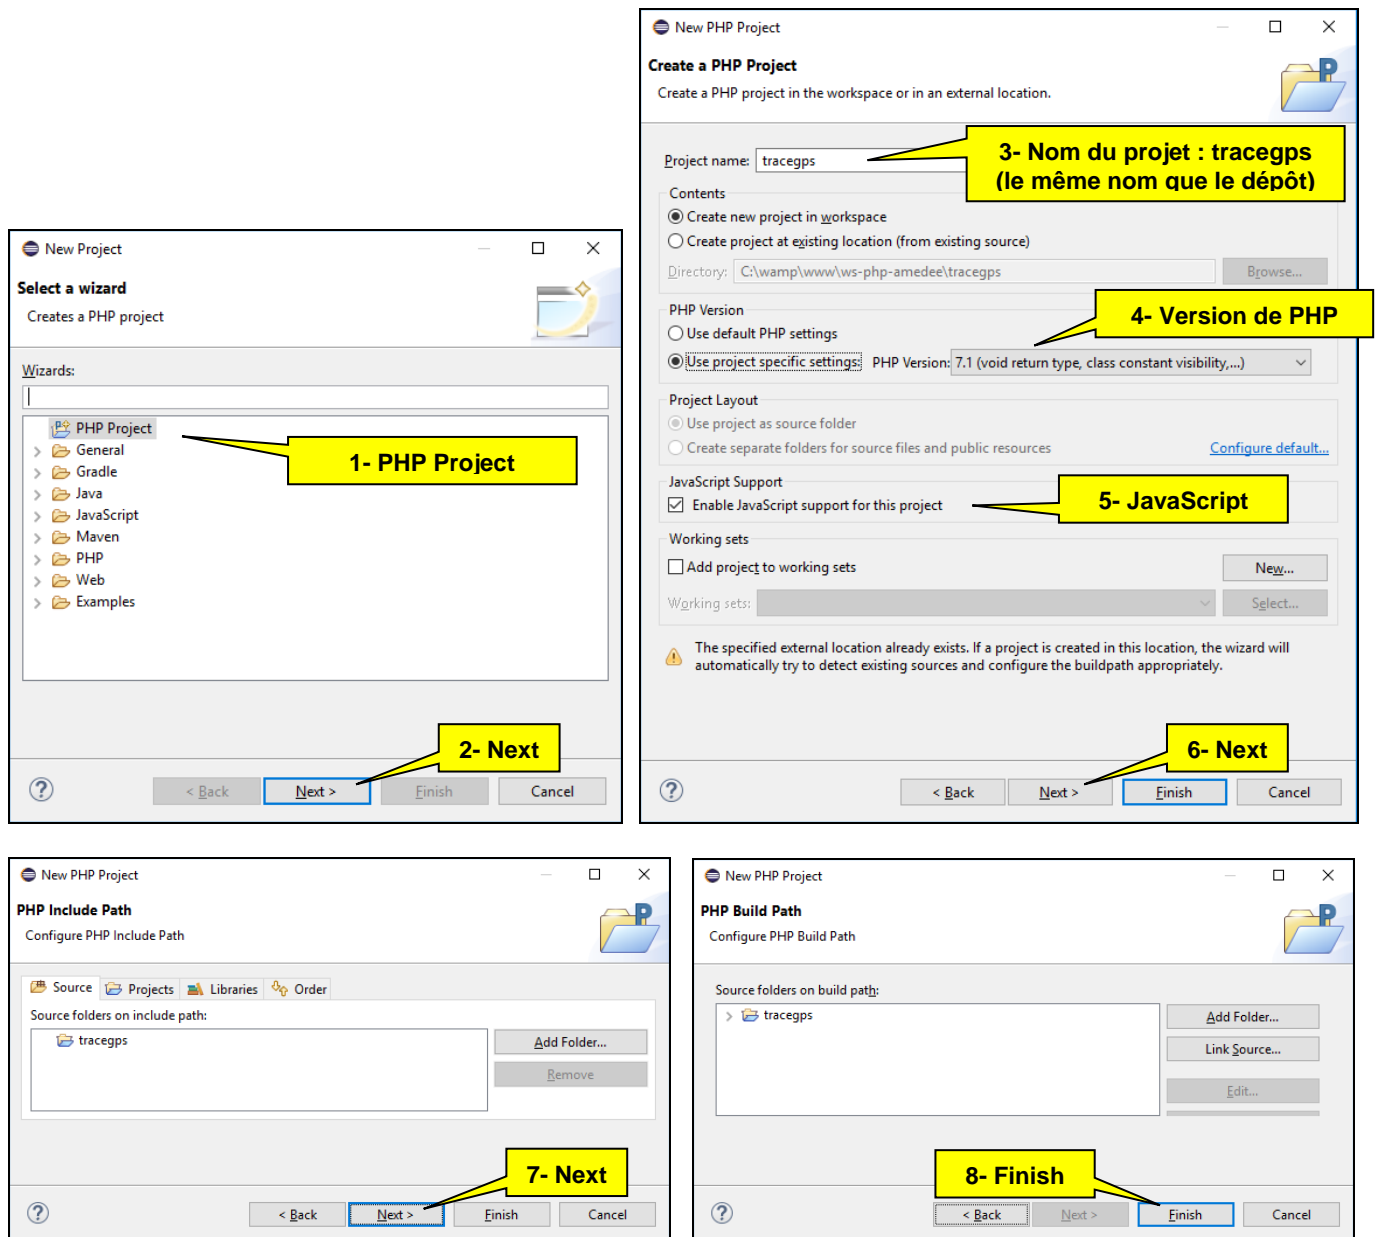 New PHP Project
Create a PHP Project
Create a PHP project in the workspace or in an external location.
Project name: tracegps
3- Nom du projet : tracegps
(le même nom que le dépôt)
Contents
Create new project in workspace
Create project at existing location (from existing source)
Directory: C:\wamp\www\ws-php-amedee\tracegps Browse...
PHP Version
4- Version de PHP
Use default PHP settings
Use project specific settings: PHP Version: 7.1 (void return type, class constant visibility,...)
Project Layout
Use project as source folder
Create separate folders for source files and public resources Configure default...
JavaScript Support
Enable JavaScript support for this project
5- JavaScript
Working sets
Add project to working sets New...
Working sets: Select...
The specified external location already exists. If a project is created in this location, the wizard will
automatically try to detect existing sources and configure the buildpath appropriately.
6- Next
< Back Next > Finish Cancel
New Project
Select a wizard
Creates a PHP project
Wizards:
PHP Project
General
Gradle
Java
JavaScript
Maven
PHP
Web
Examples
1- PHP Project
2- Next
< Back Next > Finish Cancel
New PHP Project
PHP Include Path
Configure PHP Include Path
Source Projects Libraries Order
Source folders on include path:
tracegps
Add Folder...
Remove
7- Next
< Back Next > Finish Cancel
New PHP Project
PHP Build Path
Configure PHP Build Path
Source folders on build path:
tracegps
Add Folder...
Link Source...
Edit...
8- Finish
< Back Next > Finish Cancel